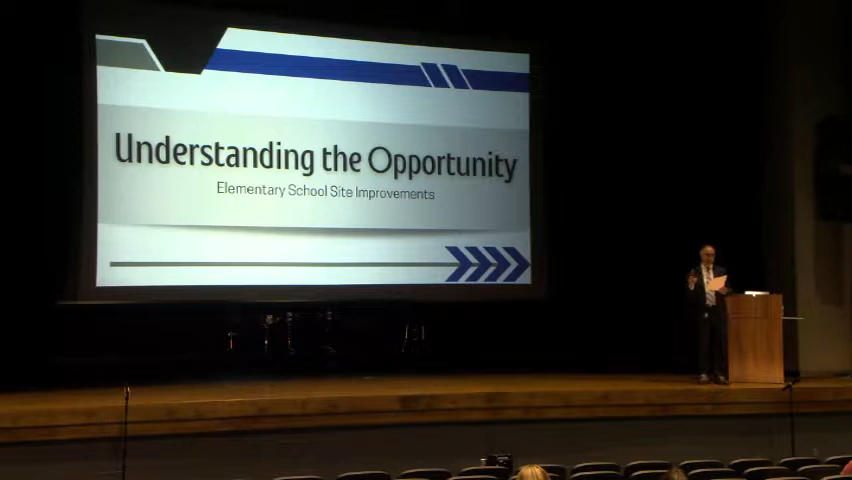 Understanding the Opportunity
Elementary School Site Improvements